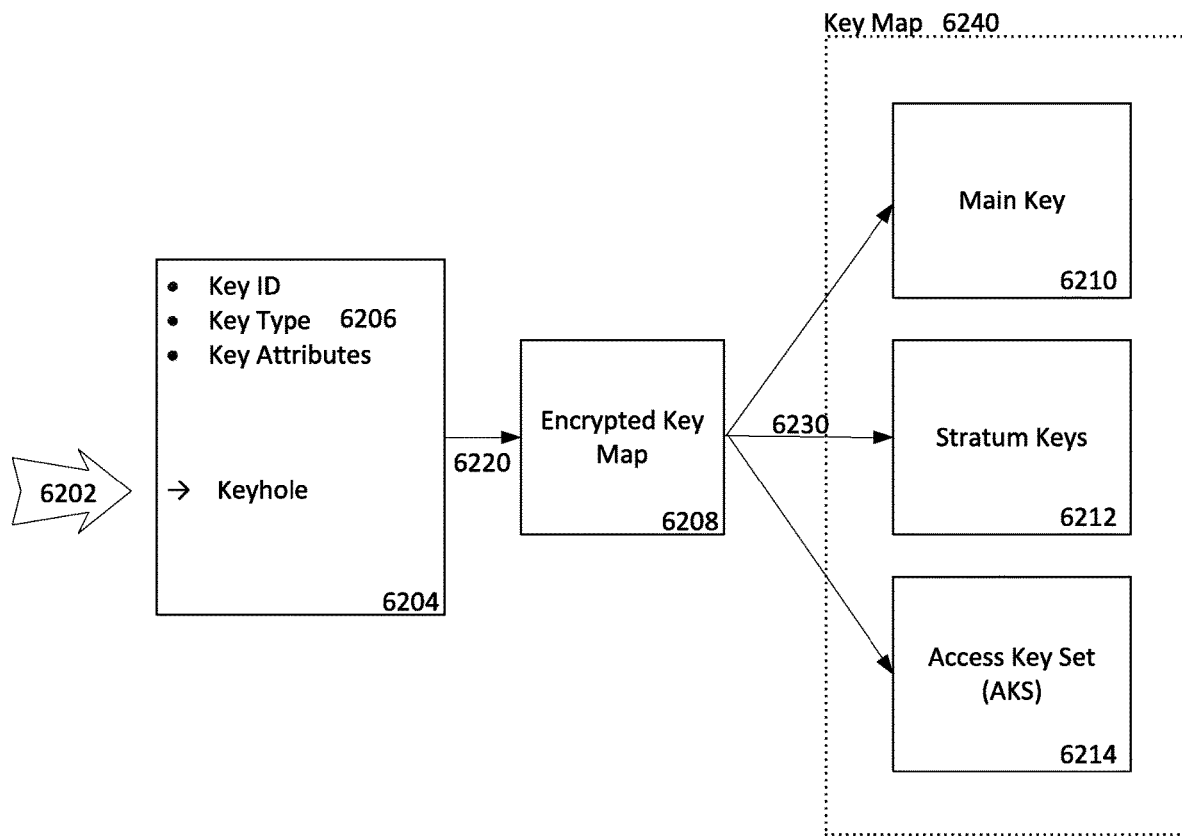 Key Map 6240
Main Key
6210
• Key ID
• Key Type 6206
• Key Attributes
6202
→ Keyhole
6204
6220
Encrypted Key
Map
6208
6230
Stratum Keys
6212
Access Key Set
(AKS)
6214